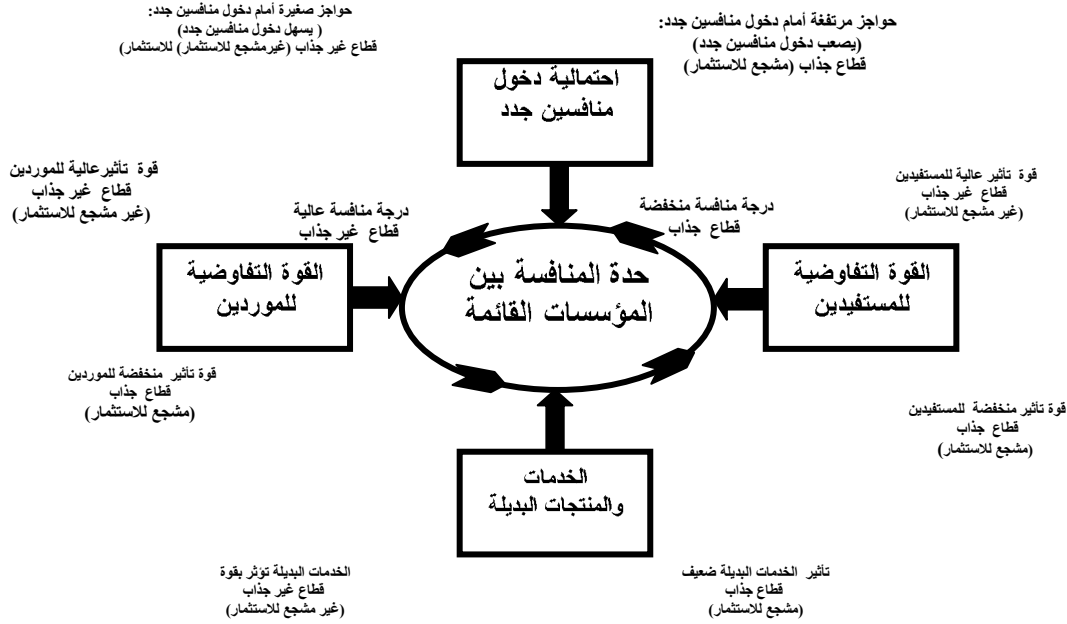 حواجز مرتفغة أمام دخول منافسين جدد:
(يصعب دخول منافسين جدد)
قطاع جذاب (مشجع للاستثمار)
حواجز صغيرة أمام دخول منافسين جدد:
( يسهل دخول منافسين جدد)
قطاع غير جذاب (غيرمشجع للاستثمار) للاستثمار)
احتمالية دخول
منافسين جدد
قوة تأثير عالية للمستفيدين
قطاع غير جذاب
(غير مشجع للاستثمار)
درجة منافسة منخفضة
قطاع جذاب
درجة منافسة عالية
قطاع غير جذاب
قوة تأثيرعالية للموردين
قطاع غير جذاب
(غير مشجع للاستثمار)
القوة التفاوضية
للمستفيدين
حدة المنافسة بين
المؤسسات القائمة
القوة التفاوضية
للموردين
قوة تأثير منخفضة للمستفيدين
قطاع جذاب
(مشجع للاستثمار)
قوة تأثير منخفضة للموردين
قطاع جذاب
(مشجع للاستثمار)
الخدمات
والمنتجات البديلة
تأثير الخدمات البديلة ضعيف
قطاع جذاب
(مشجع للاستثمار)
الخدمات البديلة تؤثر بقوة
قطاع غير جذاب
(غير مشجع للاستثمار)